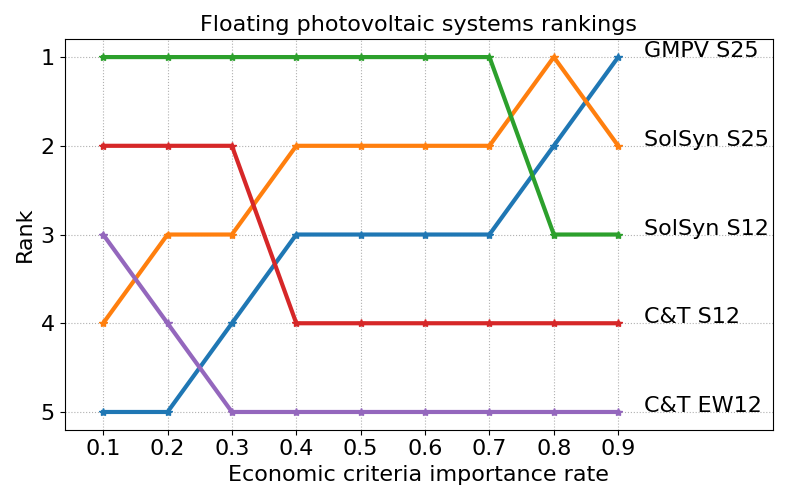 Floating photovoltaic systems rankings
1
2
3
4
5
Rank
GMPV S25
SolSyn S25
SolSyn S12
C&T S12
C&T EW12
0.1 0.2 0.3 0.4 0.5 0.6 0.7 0.8 0.9
Economic criteria importance rate